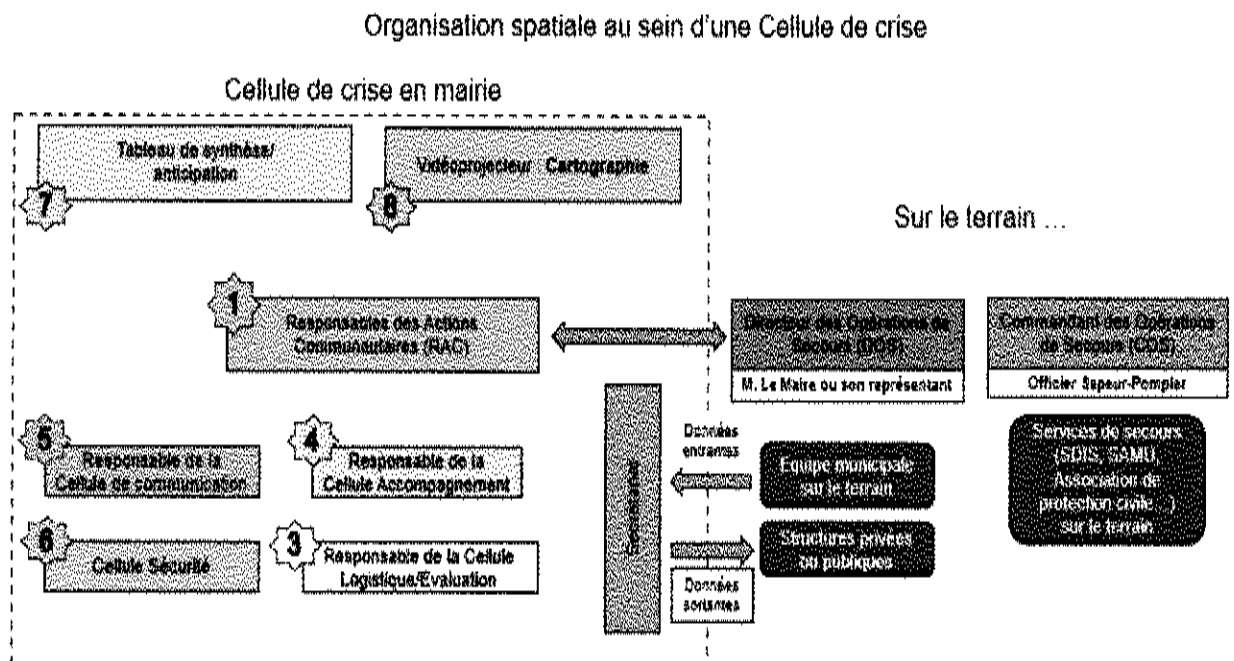 Organisation spatiale au sein d'une Cellule de crise
Cellule de crise en mairie
Tableau de synthèse/
anticipation
7
Vidéoprojecteur Cartographie
8
Sur le terrain ...
1
Responsables des Actions
Communautaires (RAC)
Directeur des Opérations de
Secours (DOS)
M. Le Maire ou son représentant
Commandant des Opérations
de Secours (COS)
Officier Sapeur-Pompier
5
Responsable de la
Cellule de communication
4
Responsable de la
Cellule Accompagnement
6
Cellule Sécurité
3
Responsable de la Cellule
Logistique/Evaluation
Secrétariat
Données
entrantes
Equipe municipale
sur le terrain
Structures privées
ou publiques
Données
sortantes
Services de secours
(SDIS, SAMU
Association de
protection civile...)
sur le terrain